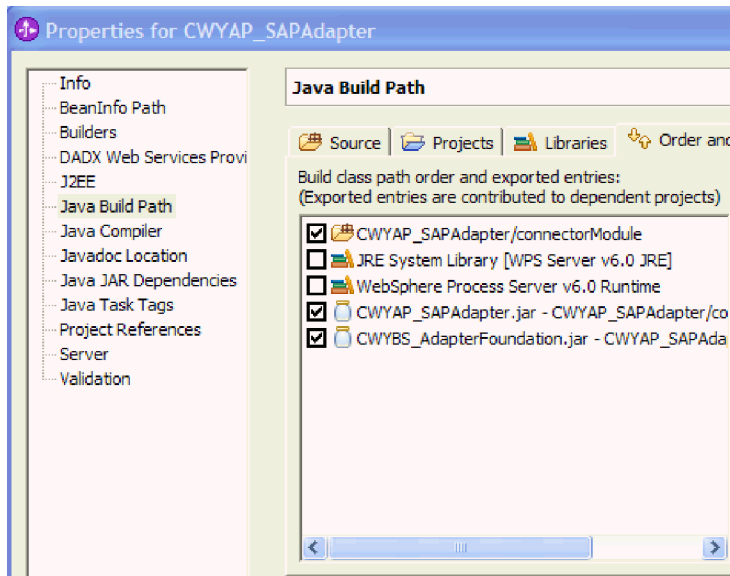 Properties for CWYAP_SAPAdapter
Info
BeanInfo Path
Builders
DADX Web Services Provi
J2EE
Java Build Path
Java Compiler
Javadoc Location
Java JAR Dependencies
Java Task Tags
Project References
Server
Validation
Java Build Path
Source Projects Libraries Order and
Build class path order and exported entries:
(Exported entries are contributed to dependent projects)
CWYAP_SAPAdapter/connectorModule
JRE System Library [WPS Server v6.0 JRE]
WebSphere Process Server v6.0 Runtime
CWYAP_SAPAdapter.jar - CWYAP_SAPAdapter/co
CWYBS_AdapterFoundation.jar - CWYAP_SAPAda